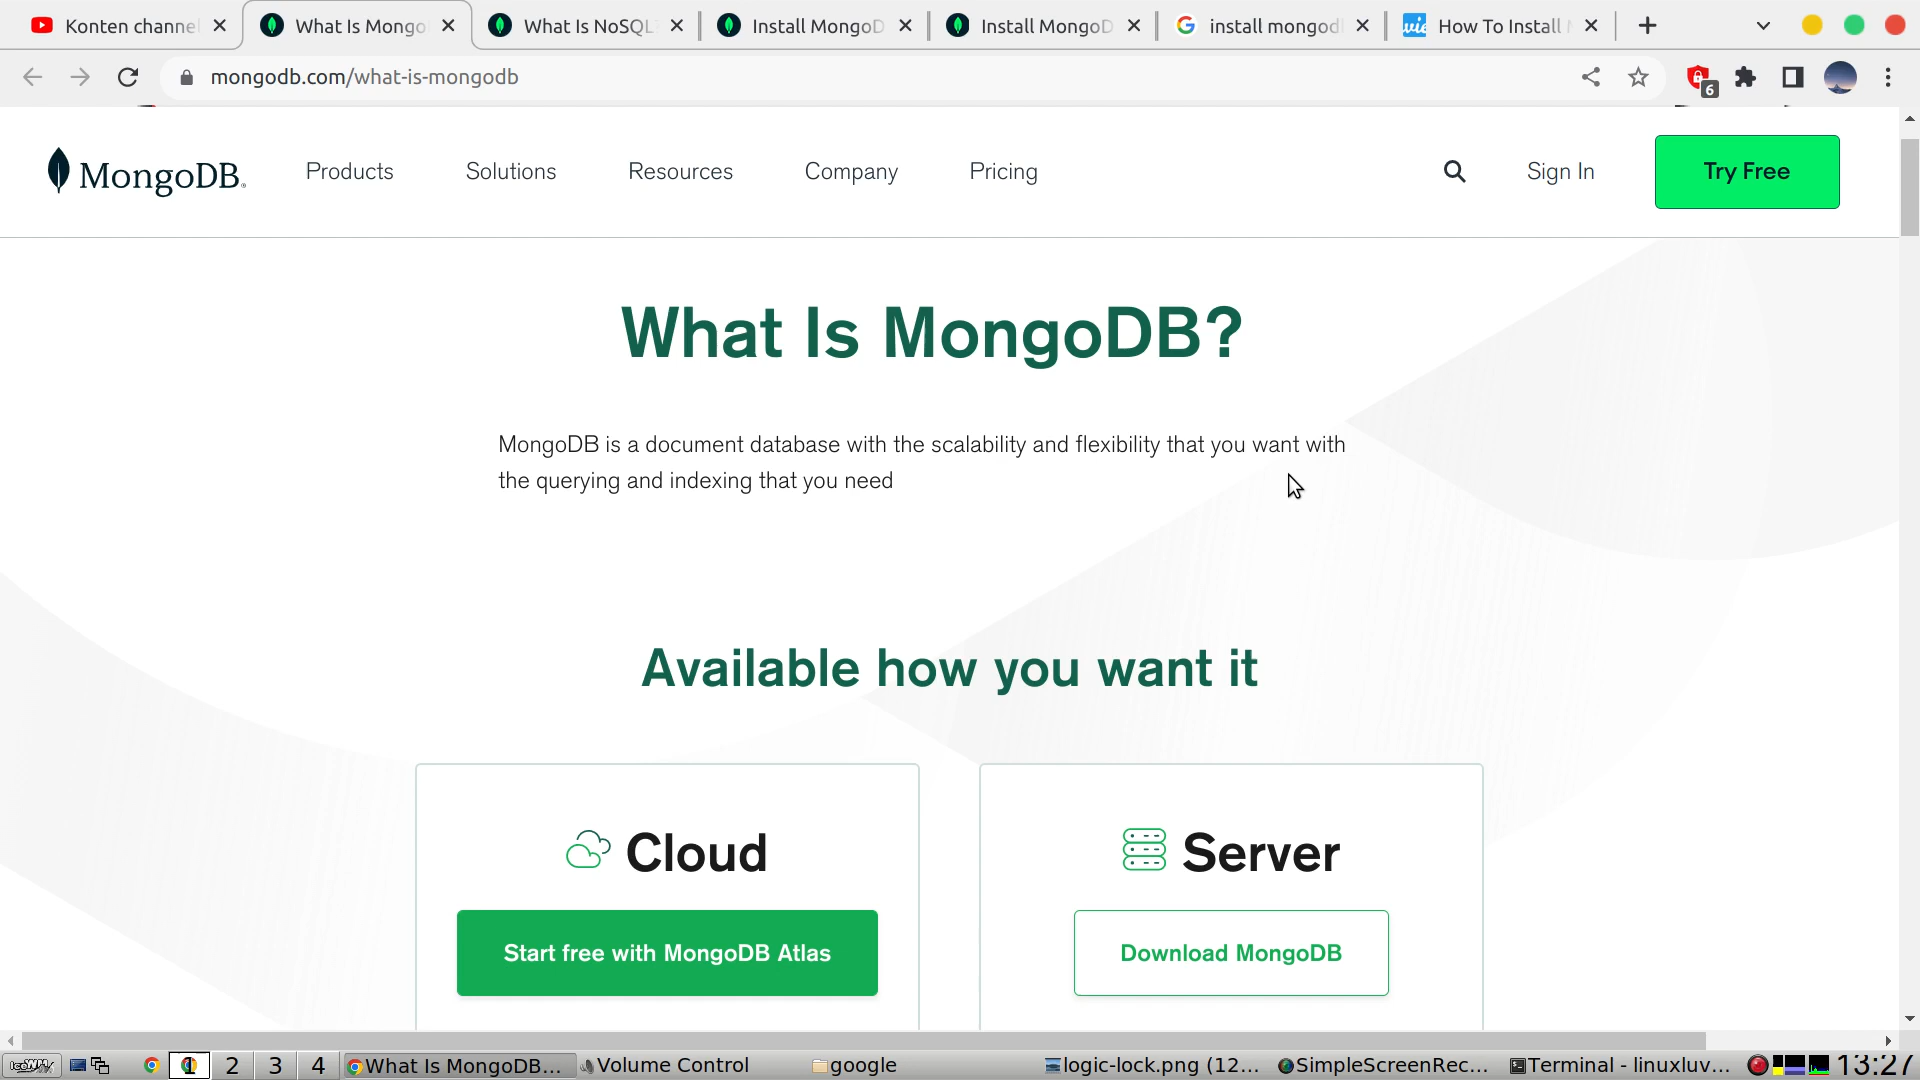 Konten channe
What Is Mongo
What Is NoSQL
Install MongoD
Install MongoD
install mongod
How To Install
mongodb.com/what-is-mongodb
6
MongoDB
Products
Solutions
Resources
Company
Pricing
Sign In
Try Free
What Is MongoDB?
MongoDB is a document database with the scalability and flexibility that you want with
the querying and indexing that you need
Available how you want it
Cloud
Server
Start free with MongoDB Atlas
Download MongoDB
IceWM
1
2
3
4
What Is MongoDB...
Volume Control
google
logic-lock.png (12...
SimpleScreenRec...
Terminal - linuxluv...
13:27